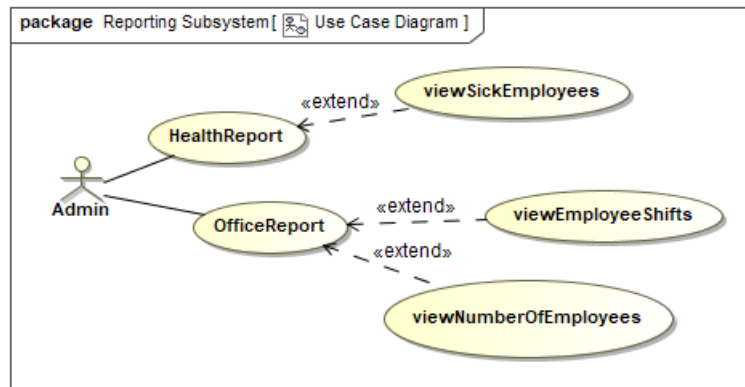 package Reporting Subsystem[ Use Case Diagram ]
«extend»
viewSickEmployees
HealthReport
Admin
OfficeReport
«extend»
viewEmployeeShifts
«extend»
viewNumberOfEmployees